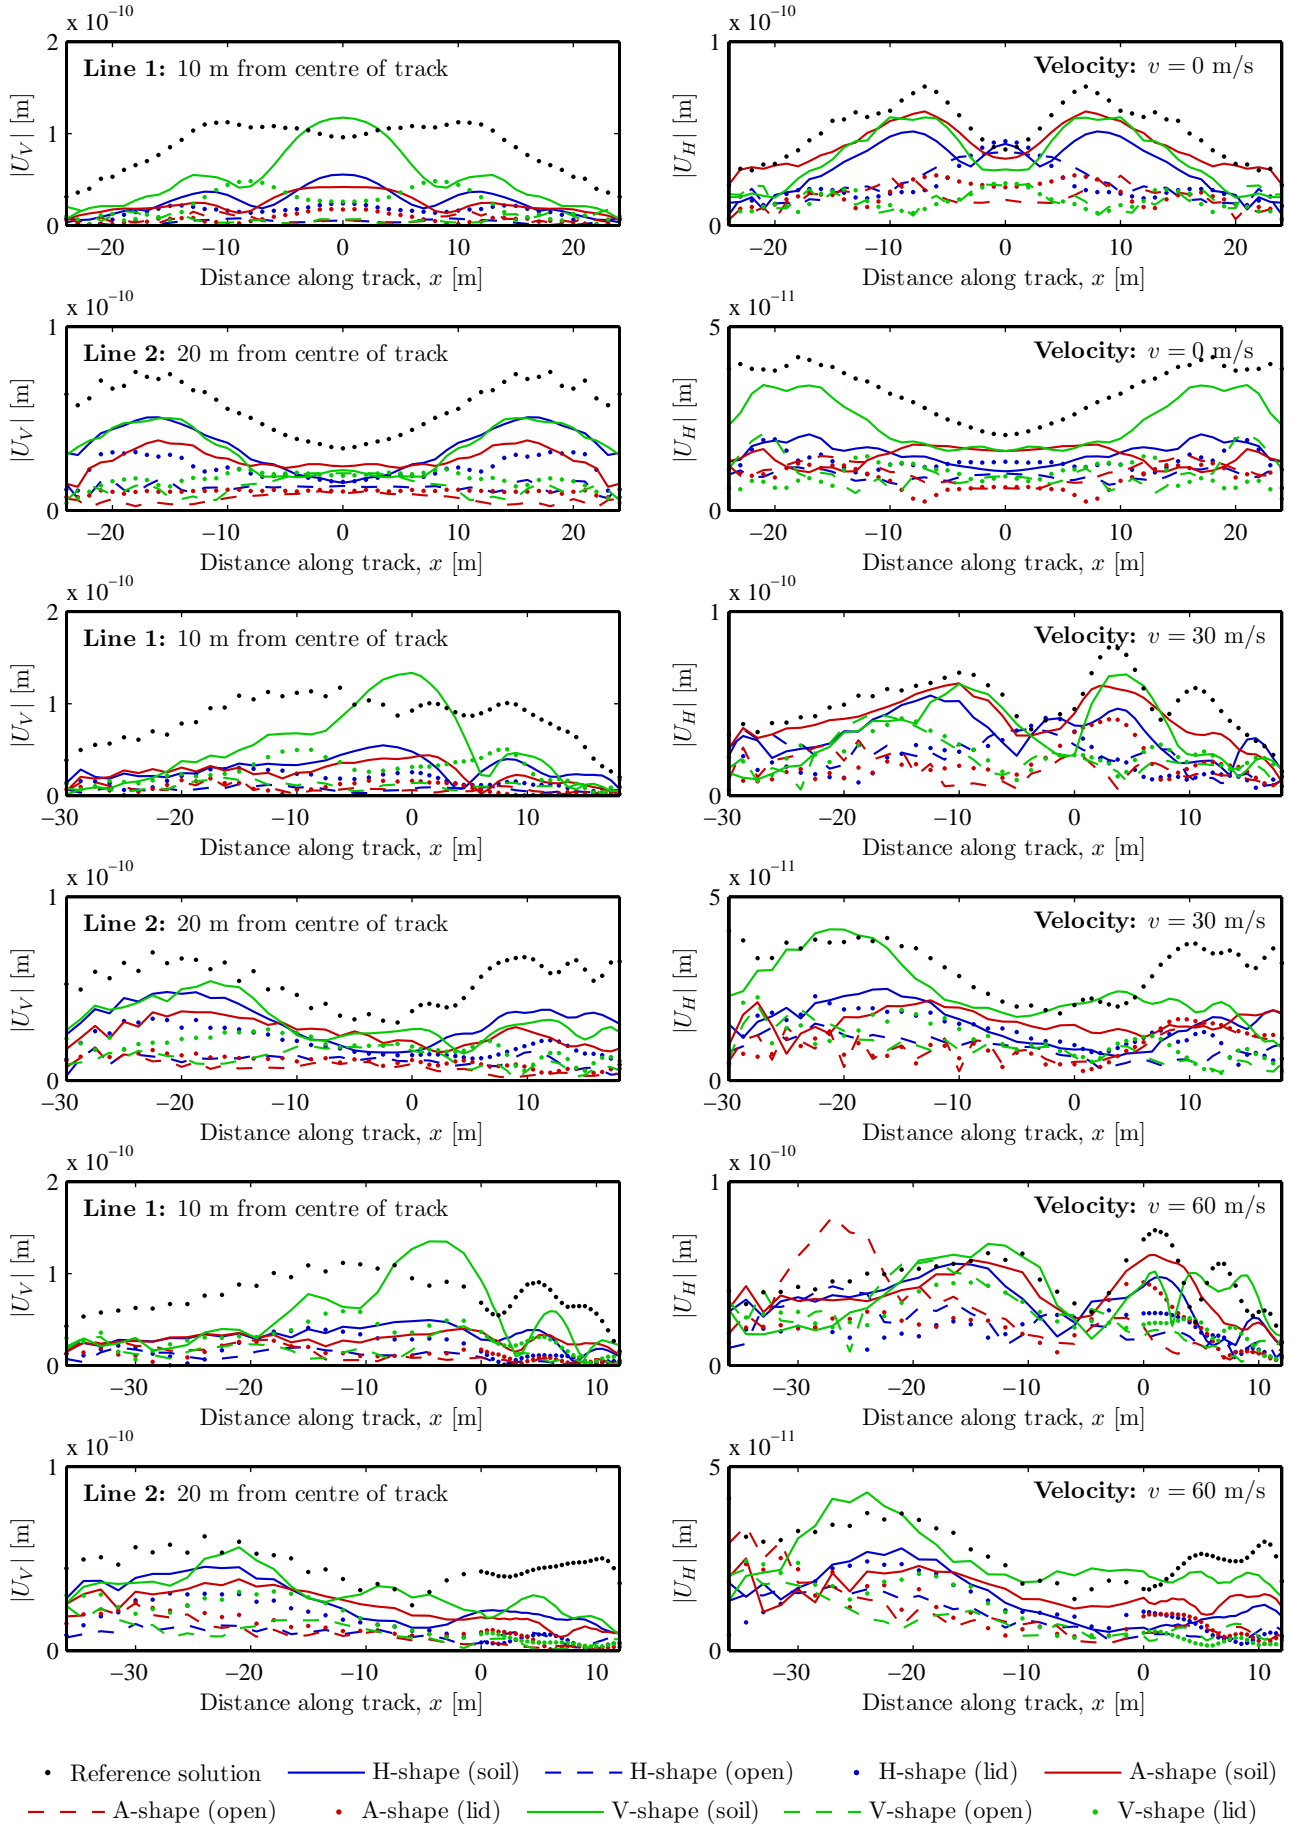 x 10⁻¹⁰ x 10⁻¹⁰
2 1
Line 1: 10 m from centre of track Velocity: v = 0 m/s
|U_V| [m] |U_H| [m]
1 0.5
0 0
−20 −10 0 10 20 −20 −10 0 10 20
Distance along track, x [m] Distance along track, x [m]
x 10⁻¹⁰ x 10⁻¹¹
1 5
Line 2: 20 m from centre of track Velocity: v = 0 m/s
|U_V| [m] |U_H| [m]
0 0
−20 −10 0 10 20 −20 −10 0 10 20
Distance along track, x [m] Distance along track, x [m]
x 10⁻¹⁰ x 10⁻¹⁰
2 1
Line 1: 10 m from centre of track Velocity: v = 30 m/s
|U_V| [m] |U_H| [m]
1
0 0
−30 −20 −10 0 10 −30 −20 −10 0 10
Distance along track, x [m] Distance along track, x [m]
x 10⁻¹⁰ x 10⁻¹¹
1 5
Line 2: 20 m from centre of track Velocity: v = 30 m/s
|U_V| [m] |U_H| [m]
0 0
−30 −20 −10 0 10 −30 −20 −10 0 10
Distance along track, x [m] Distance along track, x [m]
x 10⁻¹⁰ x 10⁻¹⁰
2 1
Line 1: 10 m from centre of track Velocity: v = 60 m/s
|U_V| [m] |U_H| [m]
1
0 0
−30 −20 −10 0 10 −30 −20 −10 0 10
Distance along track, x [m] Distance along track, x [m]
x 10⁻¹⁰ x 10⁻¹¹
1 5
Line 2: 20 m from centre of track Velocity: v = 60 m/s
|U_V| [m] |U_H| [m]
0 0
−30 −20 −10 0 10 −30 −20 −10 0 10
Distance along track, x [m] Distance along track, x [m]
Reference solution H-shape (soil) H-shape (open) H-shape (lid) A-shape (soil)
A-shape (open) A-shape (lid) V-shape (soil) V-shape (open) V-shape (lid)